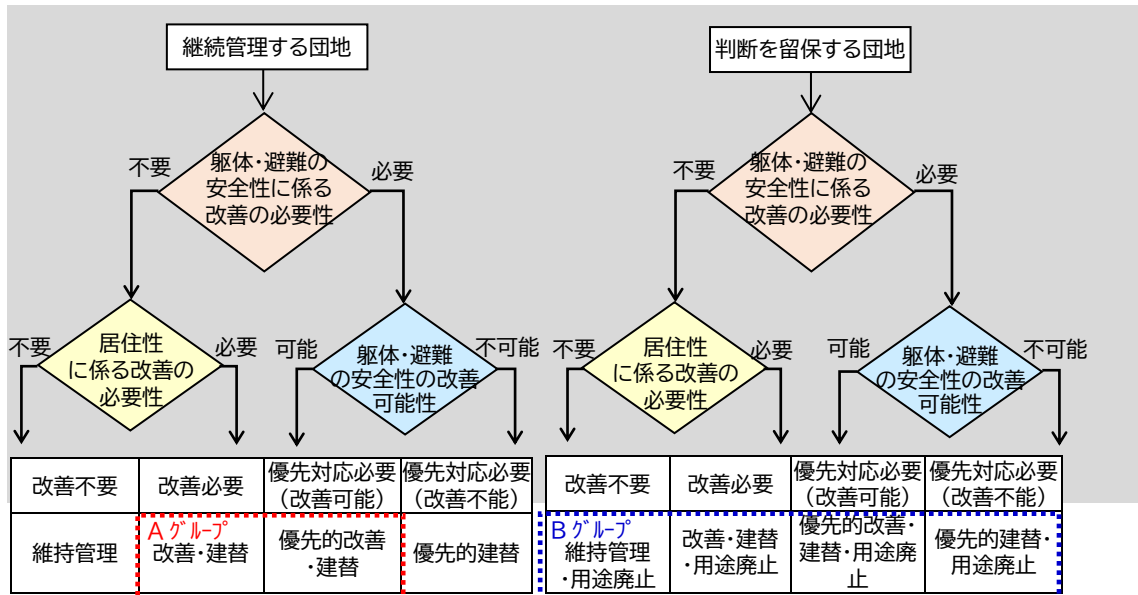 継続管理する団地
躯体･避難の
安全性に係る
改善の必要性
不要
必要
居住性
に係る改善の
必要性
不要
必要
躯体･避難
の安全性の改善
可能性
可能
不可能
改善不要
改善必要
優先対応必要
（改善可能）
優先対応必要
（改善不能）
維持管理
Aｸﾞﾙｰﾌﾟ
改善･建替
優先的改善
･建替
優先的建替
判断を留保する団地
躯体･避難の
安全性に係る
改善の必要性
不要
必要
居住性
に係る改善の
必要性
不要
必要
躯体･避難
の安全性の改善
可能性
可能
不可能
改善不要
改善必要
優先対応必要
（改善可能）
優先対応必要
（改善不能）
Bｸﾞﾙｰﾌﾟ
維持管理
･用途廃止
改善･建替
･用途廃止
優先的改善･
建替･用途廃
止
優先的建替･
用途廃止